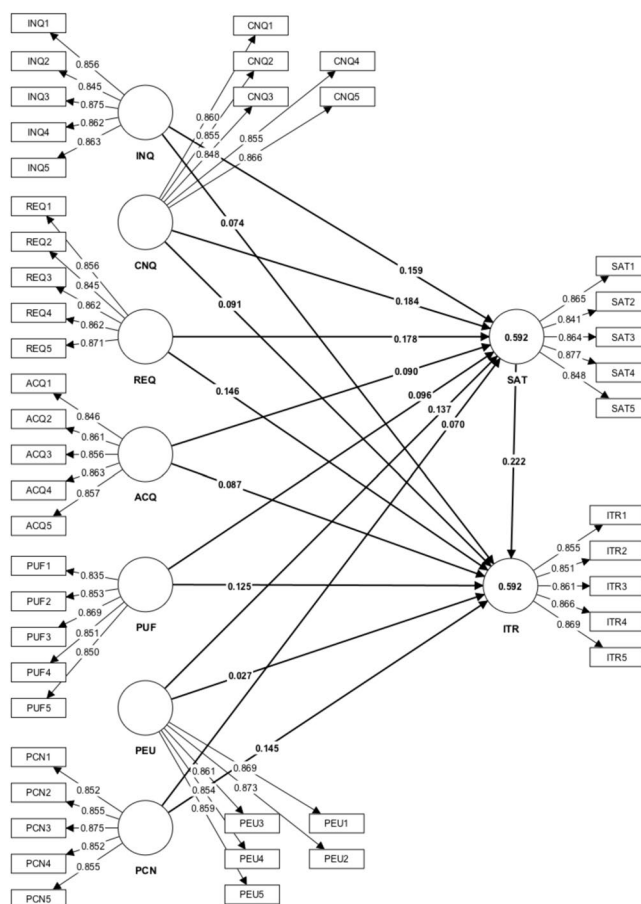 INQ1
INQ2
INQ3
INQ4
INQ5
0.856
0.845
0.875
0.862
0.863
INQ
CNQ1
CNQ2
CNQ3
CNQ4
CNQ5
0.860
0.855
0.848
0.855
0.866
CNQ
REQ1
REQ2
REQ3
REQ4
REQ5
0.856
0.845
0.862
0.862
0.871
REQ
ACQ1
ACQ2
ACQ3
ACQ4
ACQ5
0.846
0.861
0.856
0.863
0.857
ACQ
PUF1
PUF2
PUF3
PUF4
PUF5
0.835
0.853
0.869
0.851
0.850
PUF
PEU
0.861
0.854
0.859
0.869
0.873
PEU3
PEU4
PEU5
PEU1
PEU2
PCN1
PCN2
PCN3
PCN4
PCN5
0.852
0.855
0.875
0.852
0.855
PCN
0.074
0.159
0.091
0.184
0.178
0.146
0.090
0.096
0.137
0.070
0.087
0.125
0.027
0.145
0.222
0.592
SAT
0.865
0.841
0.864
0.877
0.848
SAT1
SAT2
SAT3
SAT4
SAT5
0.592
ITR
0.855
0.851
0.861
0.866
0.869
ITR1
ITR2
ITR3
ITR4
ITR5